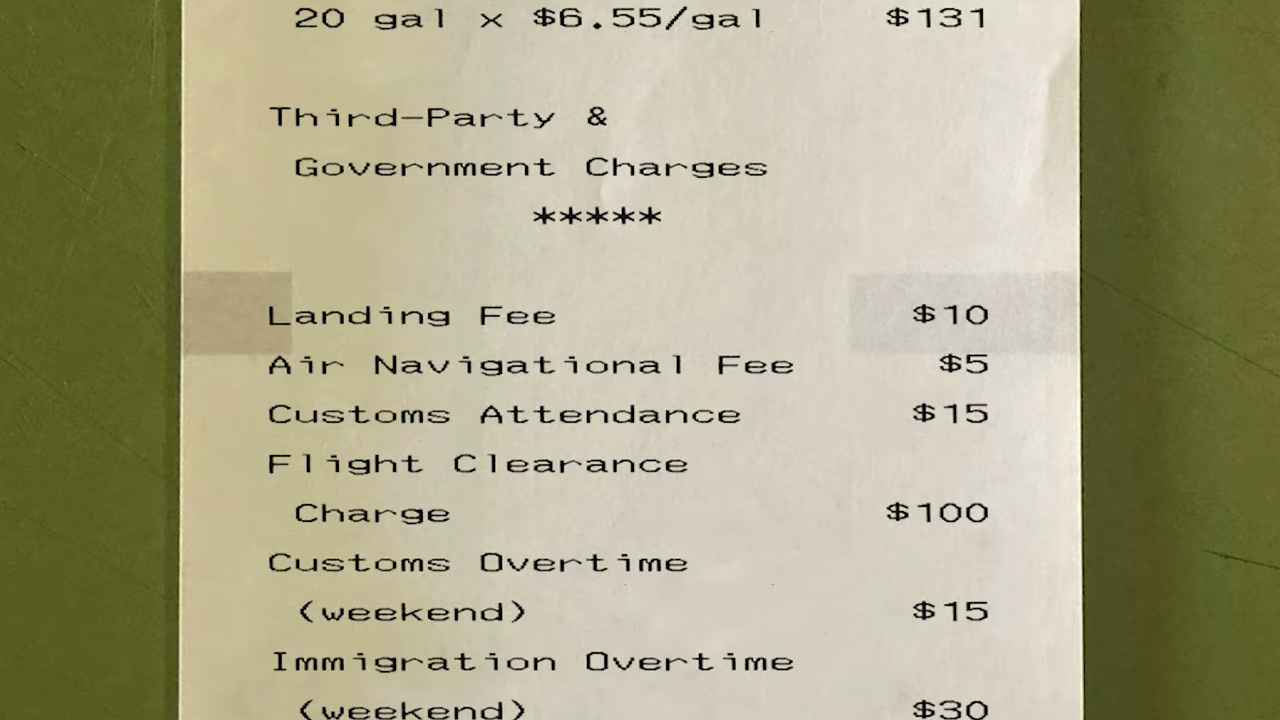 20 gal x $6.55/gal $131
Third-Party &
Government Charges
*****
Landing Fee $10
Air Navigational Fee $5
Customs Attendance $15
Flight Clearance
Charge $100
Customs Overtime
(weekend) $15
Immigration Overtime
(weekend) $30